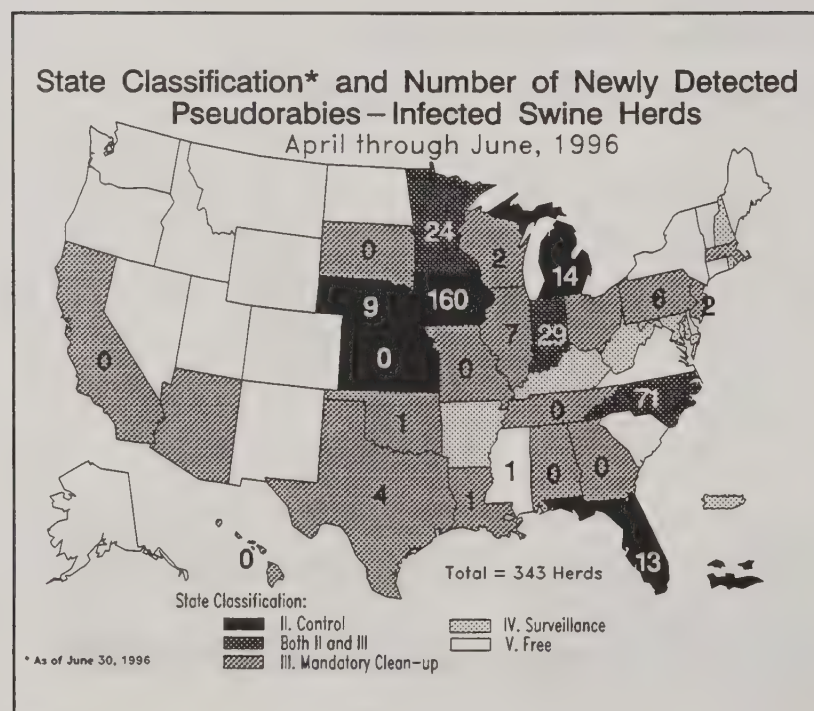 State Classification* and Number of Newly Detected
Pseudorabies – Infected Swine Herds
April through June, 1996
24
0
2
14
9
160
6
2
0
7
29
0
0
71
1
0
4
1
1
0
0
0
13
Total = 343 Herds
State Classification:
II. Control
IV. Surveillance
Both II and III
V. Free
* As of June 30, 1996
III. Mandatory Clean-up